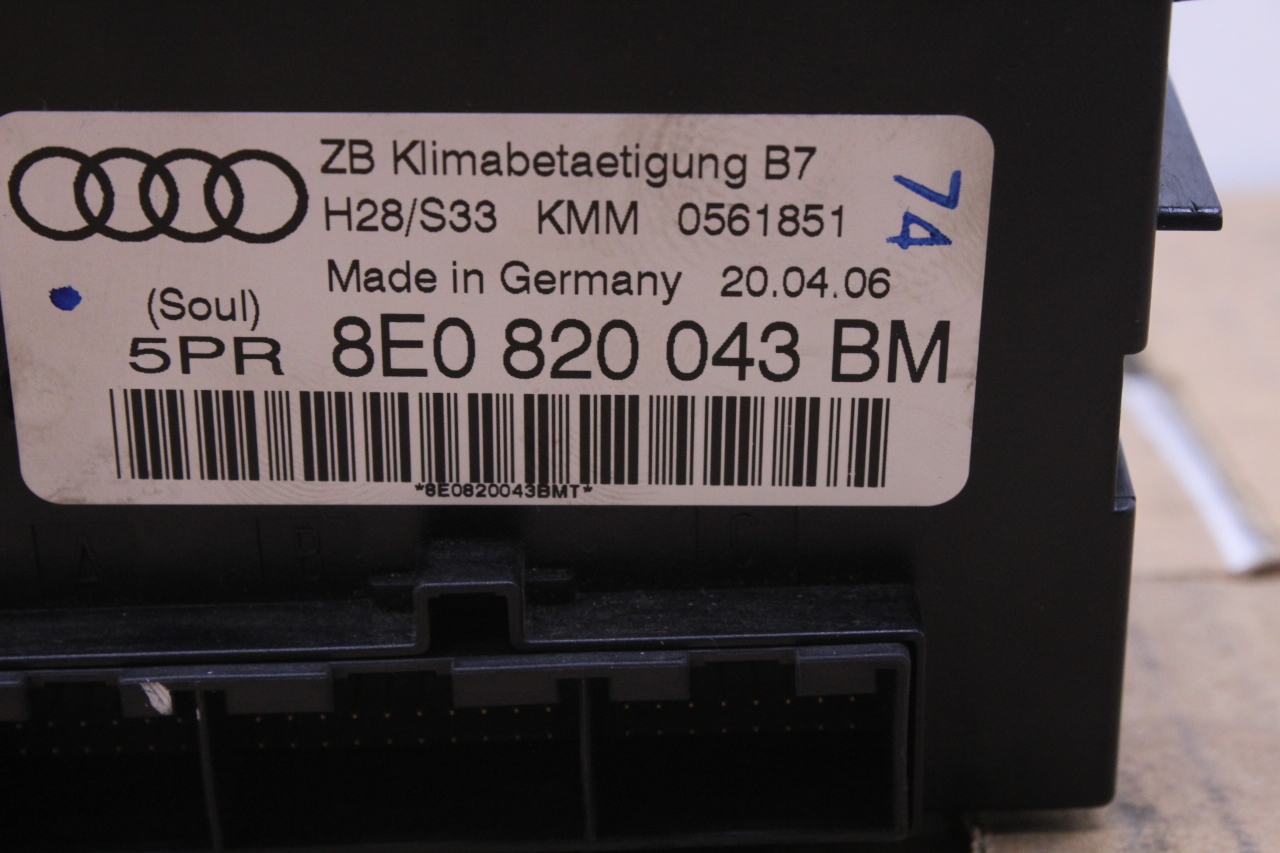 ZB Klimabetaetigung B7
H28/S33 KMM 0561851
74
Made in Germany 20.04.06
(Soul)
5PR 8E0 820 043 BM
*8E0820043BMT*
A B C